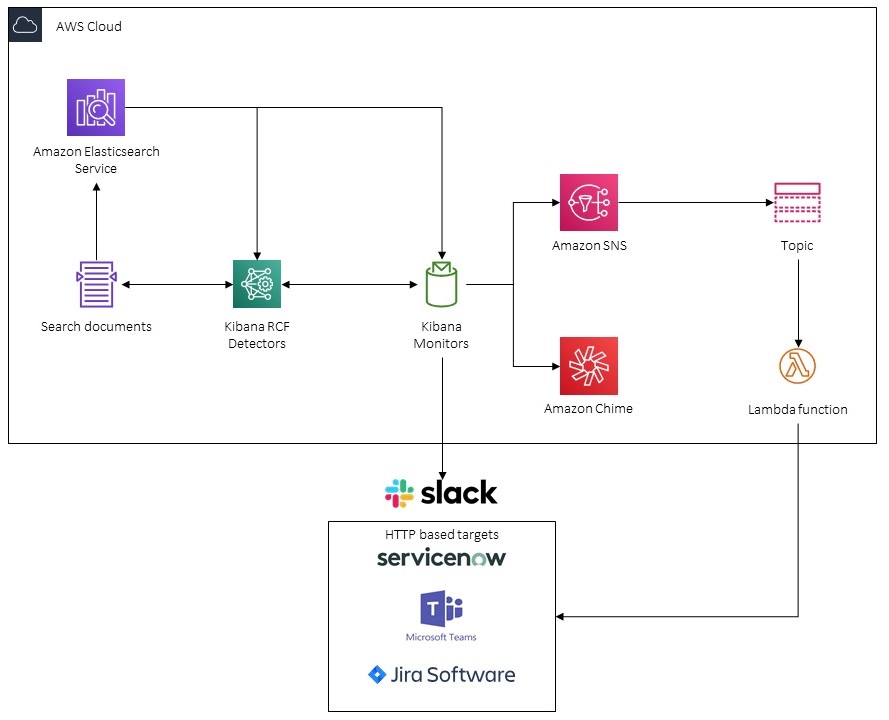 AWS Cloud
Amazon Elasticsearch
Service
Search documents
Kibana RCF
Detectors
Kibana
Monitors
Amazon SNS
Topic
Amazon Chime
Lambda function
slack
HTTP based targets
servicenow
T
Microsoft Teams
Jira Software